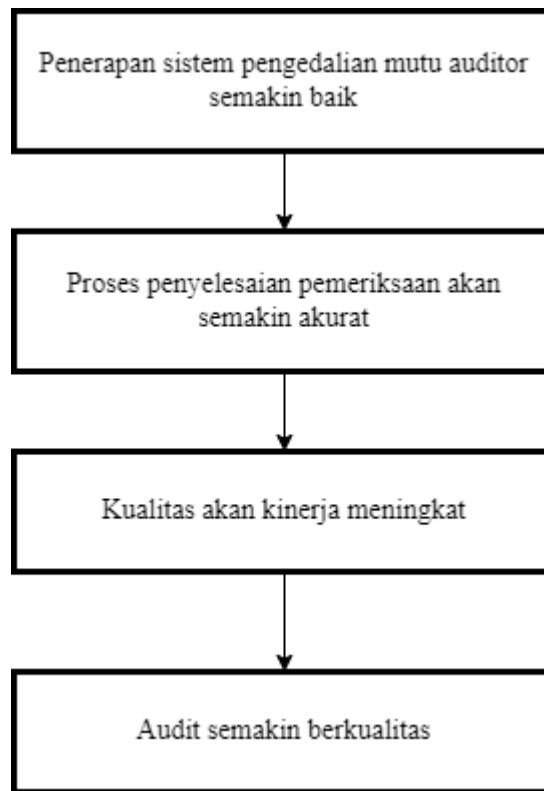 Penerapan sistem pengedalian mutu auditor
semakin baik
Proses penyelesaian pemeriksaan akan
semakin akurat
Kualitas akan kinerja meningkat
Audit semakin berkualitas